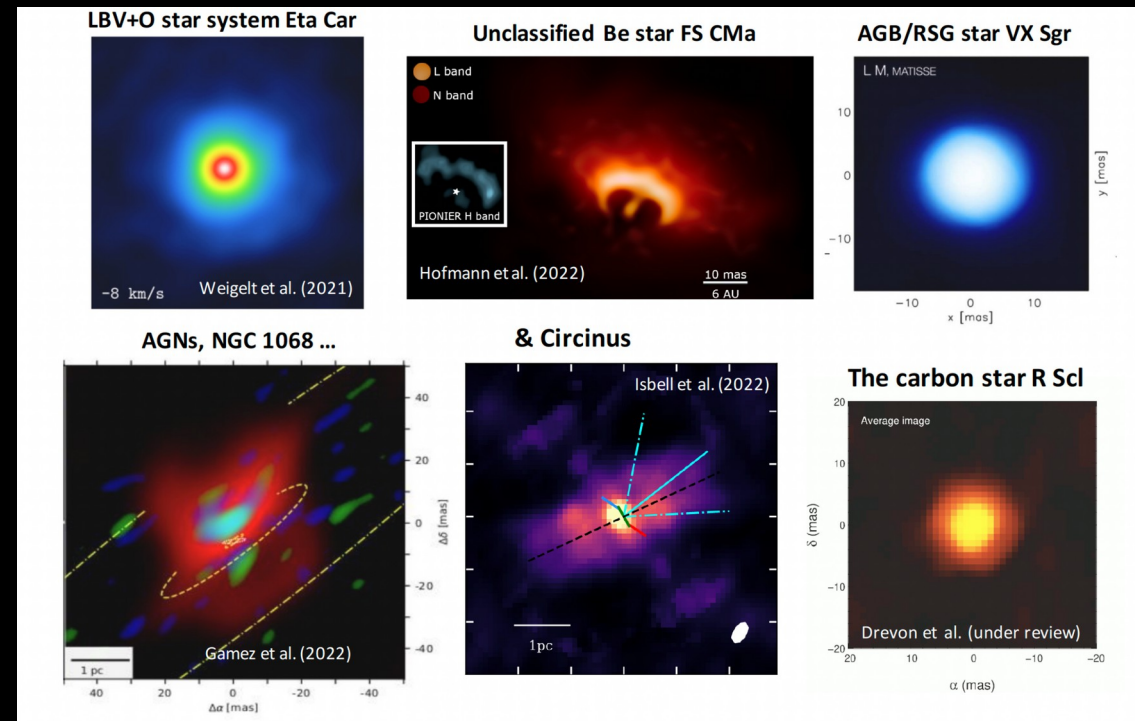 LBV+O star system Eta Car
-8 km/s
Weigelt et al. (2021)
Unclassified Be star FS CMa
L band
N band
PIONIER H band
Hofmann et al. (2022)
10 mas
6 AU
AGB/RSG star VX Sgr
L M, MATISSE
10
0
-10
-10
0
10
x [mas]
y [mas]
AGNs, NGC 1068 ...
40
20
0
-20
-40
Δδ [mas]
Gámez et al. (2022)
1 pc
40
20
0
-20
-40
Δα [mas]
& Circinus
Isbell et al. (2022)
1pc
The carbon star R Scl
Average image
20
10
0
-10
-20
δ (mas)
Drevon et al. (under review)
20
10
0
-10
-20
α (mas)